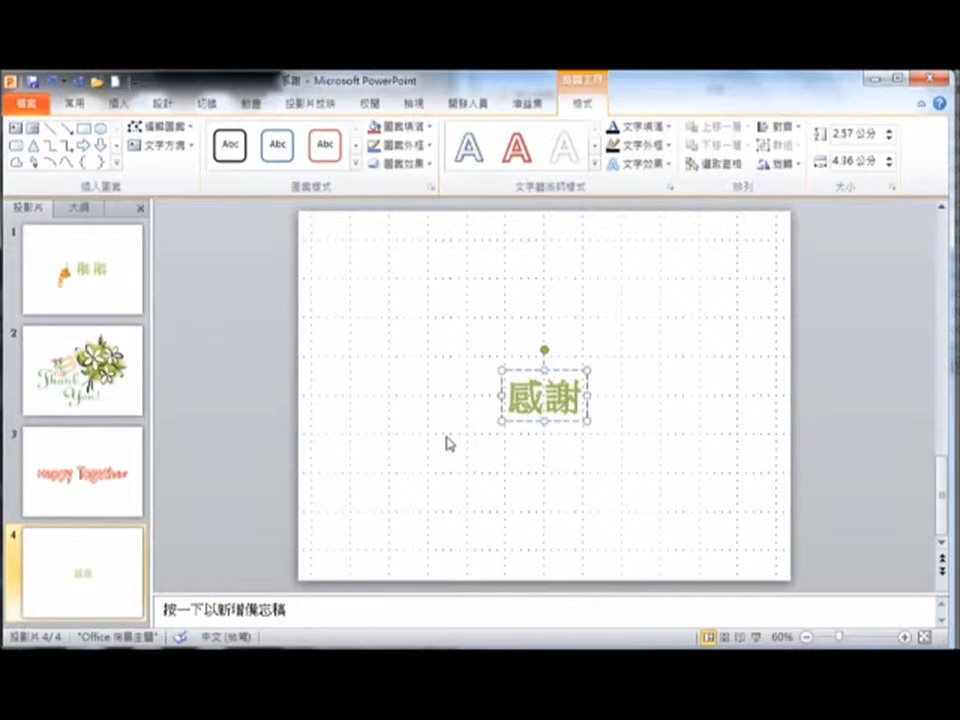 感謝 - Microsoft PowerPoint
繪圖工具
檔案 常用 插入 設計 切換 動畫 投影片放映 校閱 檢視 開發人員 增益集 格式
編輯圖案 Abc Abc Abc 圖案填滿 A A A 文字填滿 上移一層 對齊 2.57 公分
文字方塊 圖案外框 文字外框 下移一層 群組 4.36 公分
圖案效果 文字效果 選取窗格 旋轉
插入圖案 圖案樣式 文字藝術師樣式 排列 大小
投影片 大綱
1
2
Thank You!
3
Happy Together
4
感謝
感謝
按一下以新增備忘稿
投影片 4/4 "Office 佈景主題" 中文 (台灣) 60%